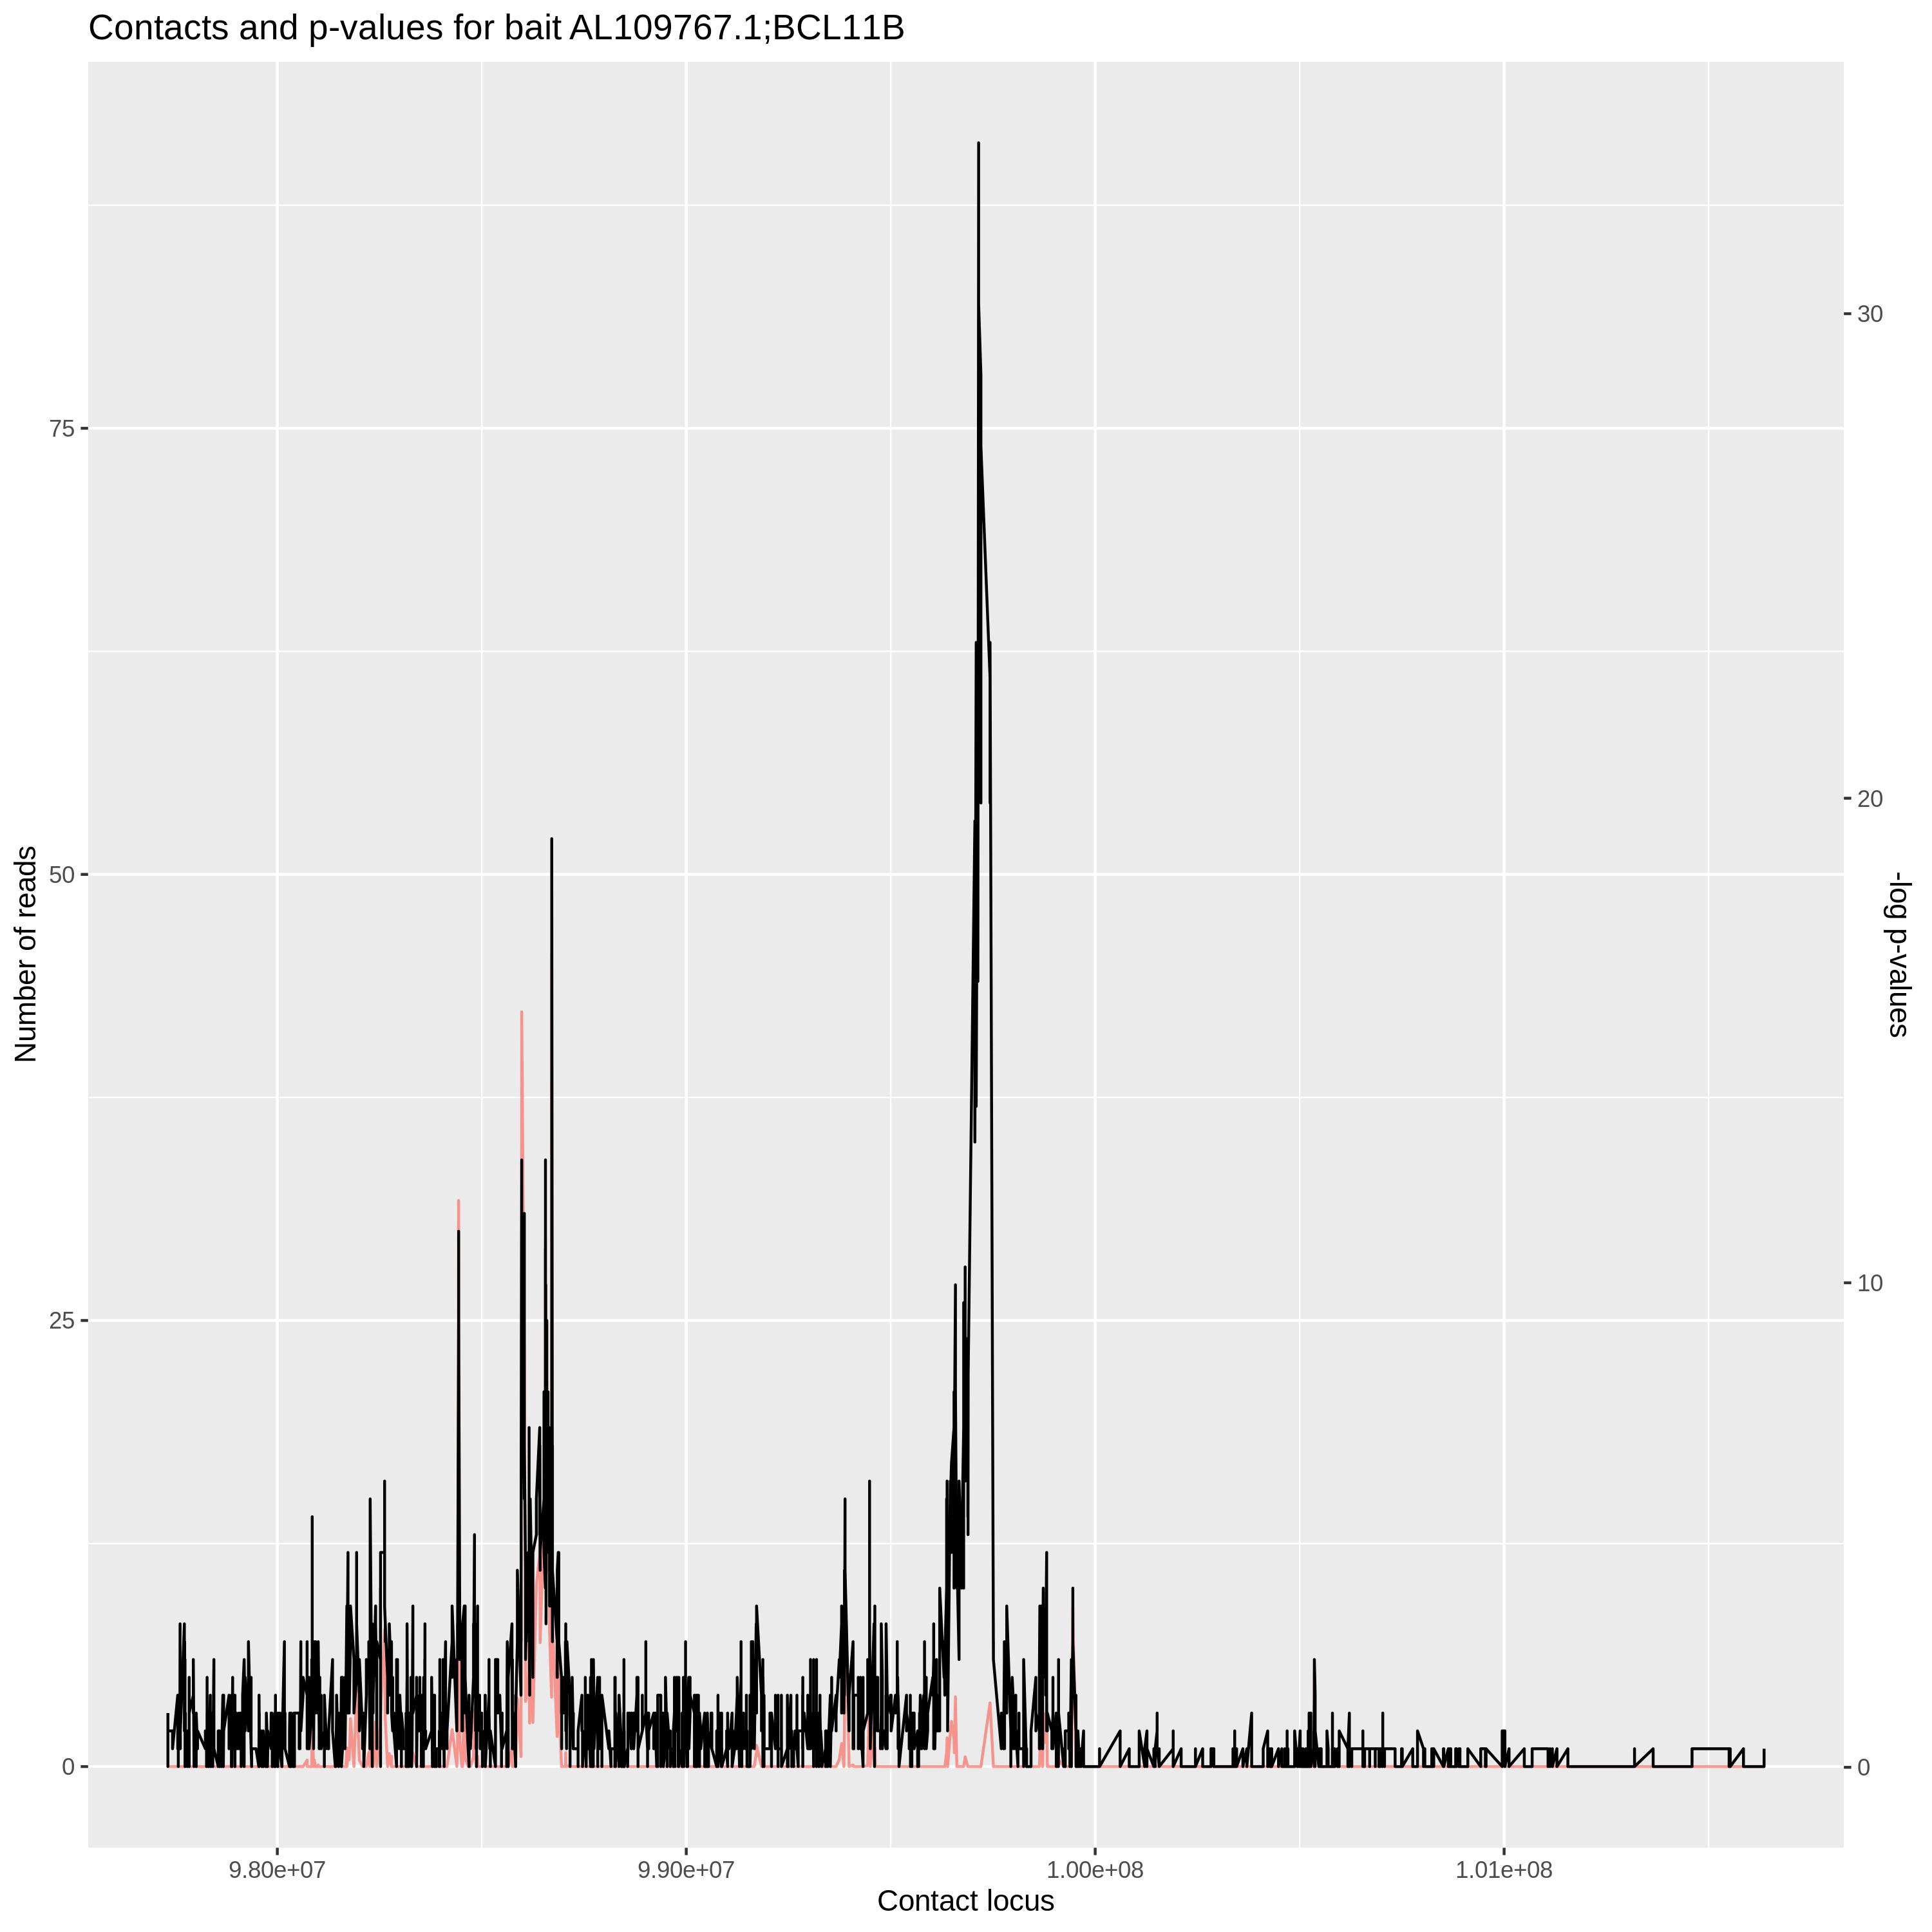 Contacts and p-values for bait AL109767.1;BCL11B
75
50
25
0
Number of reads
30
20
10
0
-log p-values
9.80e+07
9.90e+07
1.00e+08
1.01e+08
Contact locus